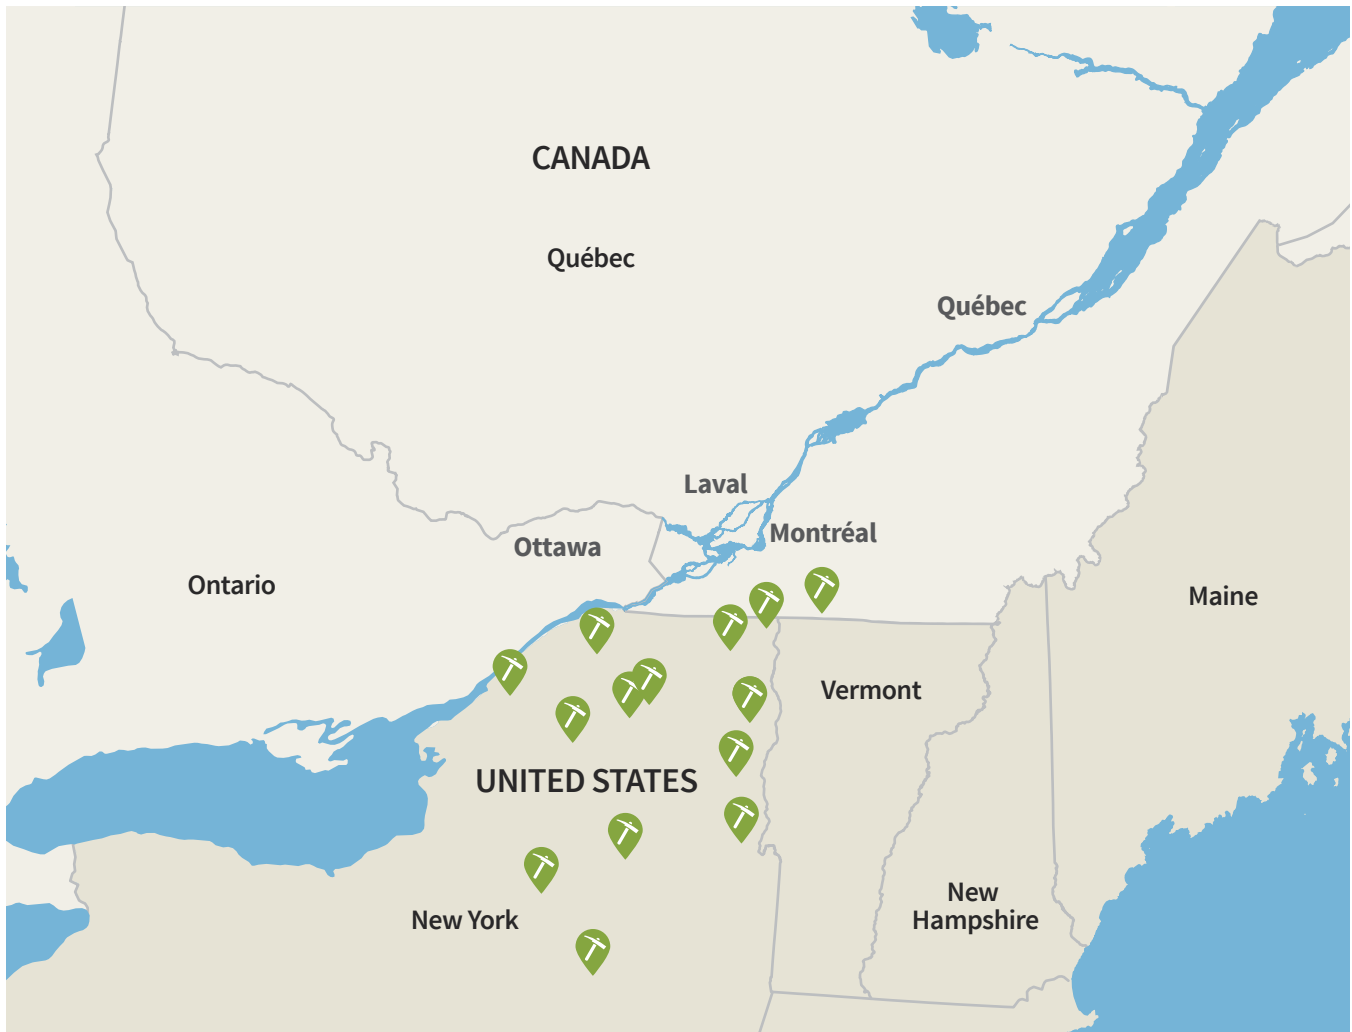 CANADA
Québec
Québec
Laval
Montréal
Ottawa
Ontario
Maine
Vermont
UNITED STATES
New
Hampshire
New York